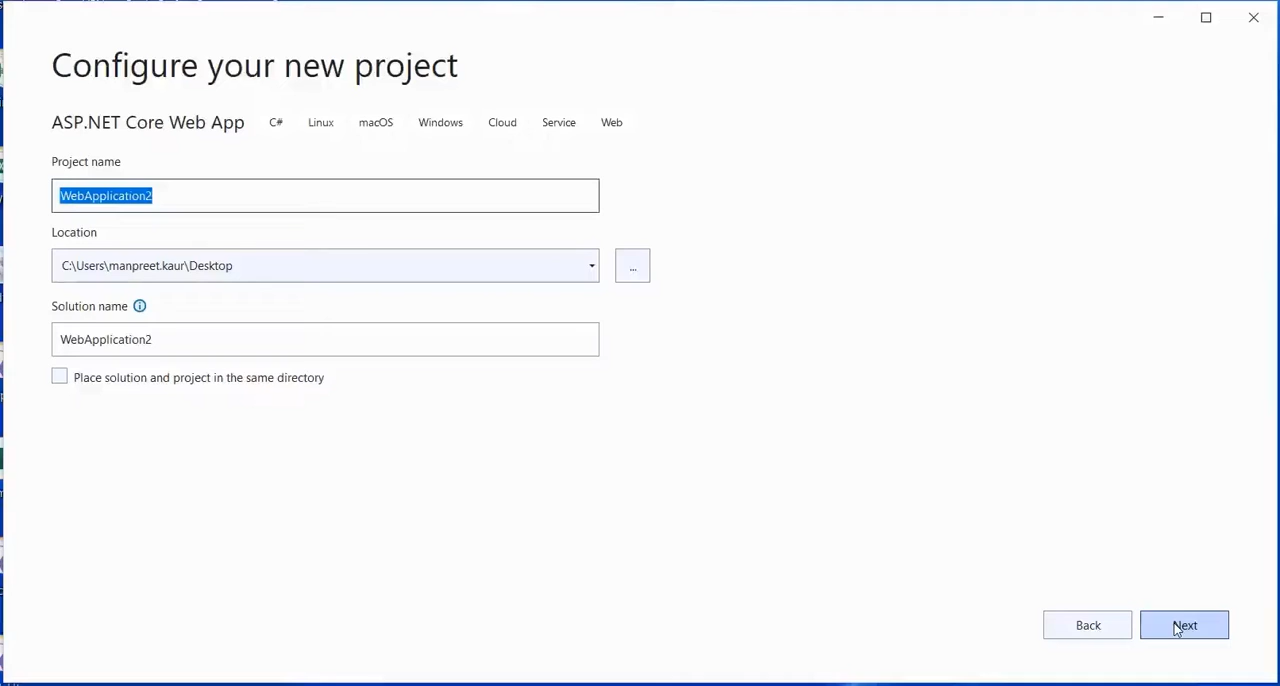 Configure your new project
ASP.NET Core Web App C# Linux macOS Windows Cloud Service Web
Project name
WebApplication2
Location
C:\Users\manpreet.kaur\Desktop
...
Solution name
WebApplication2
Place solution and project in the same directory
Back Next